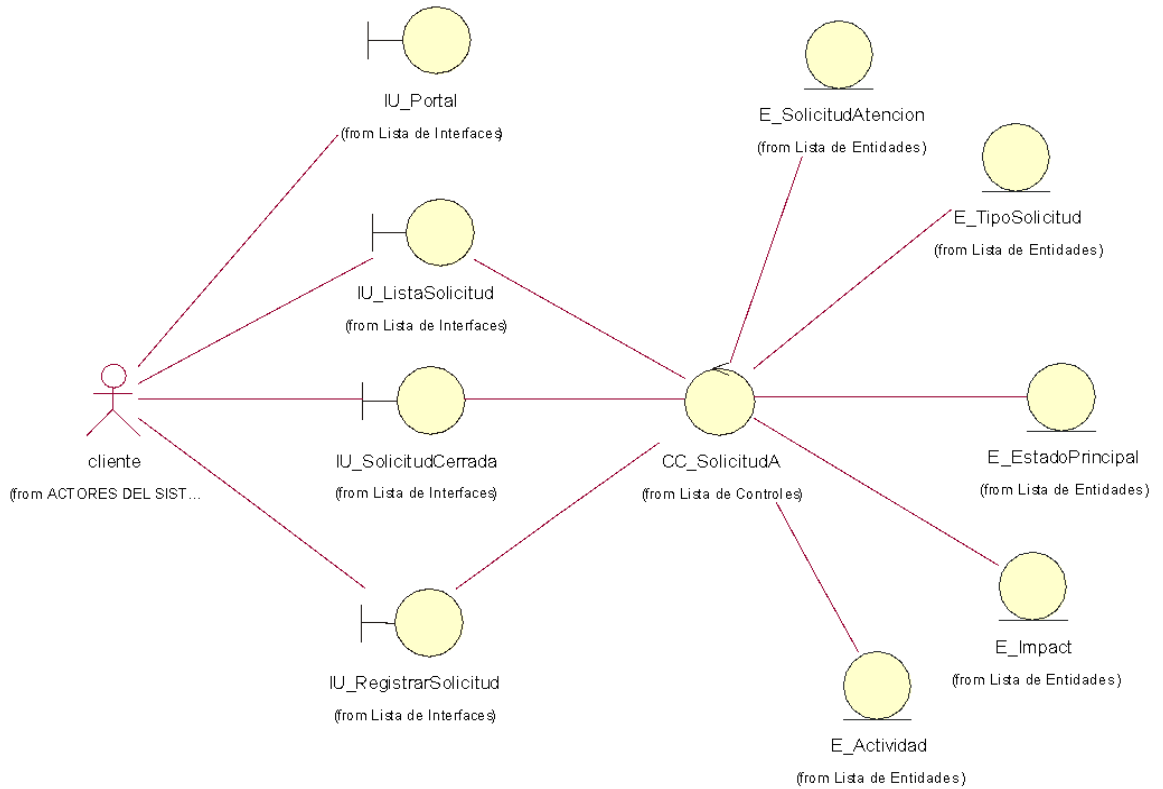 IU_Portal
(from Lista de Interfaces)
E_SolicitudAtencion
(from Lista de Entidades)
E_TipoSolicitud
(from Lista de Entidades)
IU_ListaSolicitud
(from Lista de Interfaces)
cliente
(from ACTORES DEL SIST...
IU_SolicitudCerrada
(from Lista de Interfaces)
CC_SolicitudA
(from Lista de Controles)
E_EstadoPrincipal
(from Lista de Entidades)
IU_RegistrarSolicitud
(from Lista de Interfaces)
E_Impact
(from Lista de Entidades)
E_Actividad
(from Lista de Entidades)